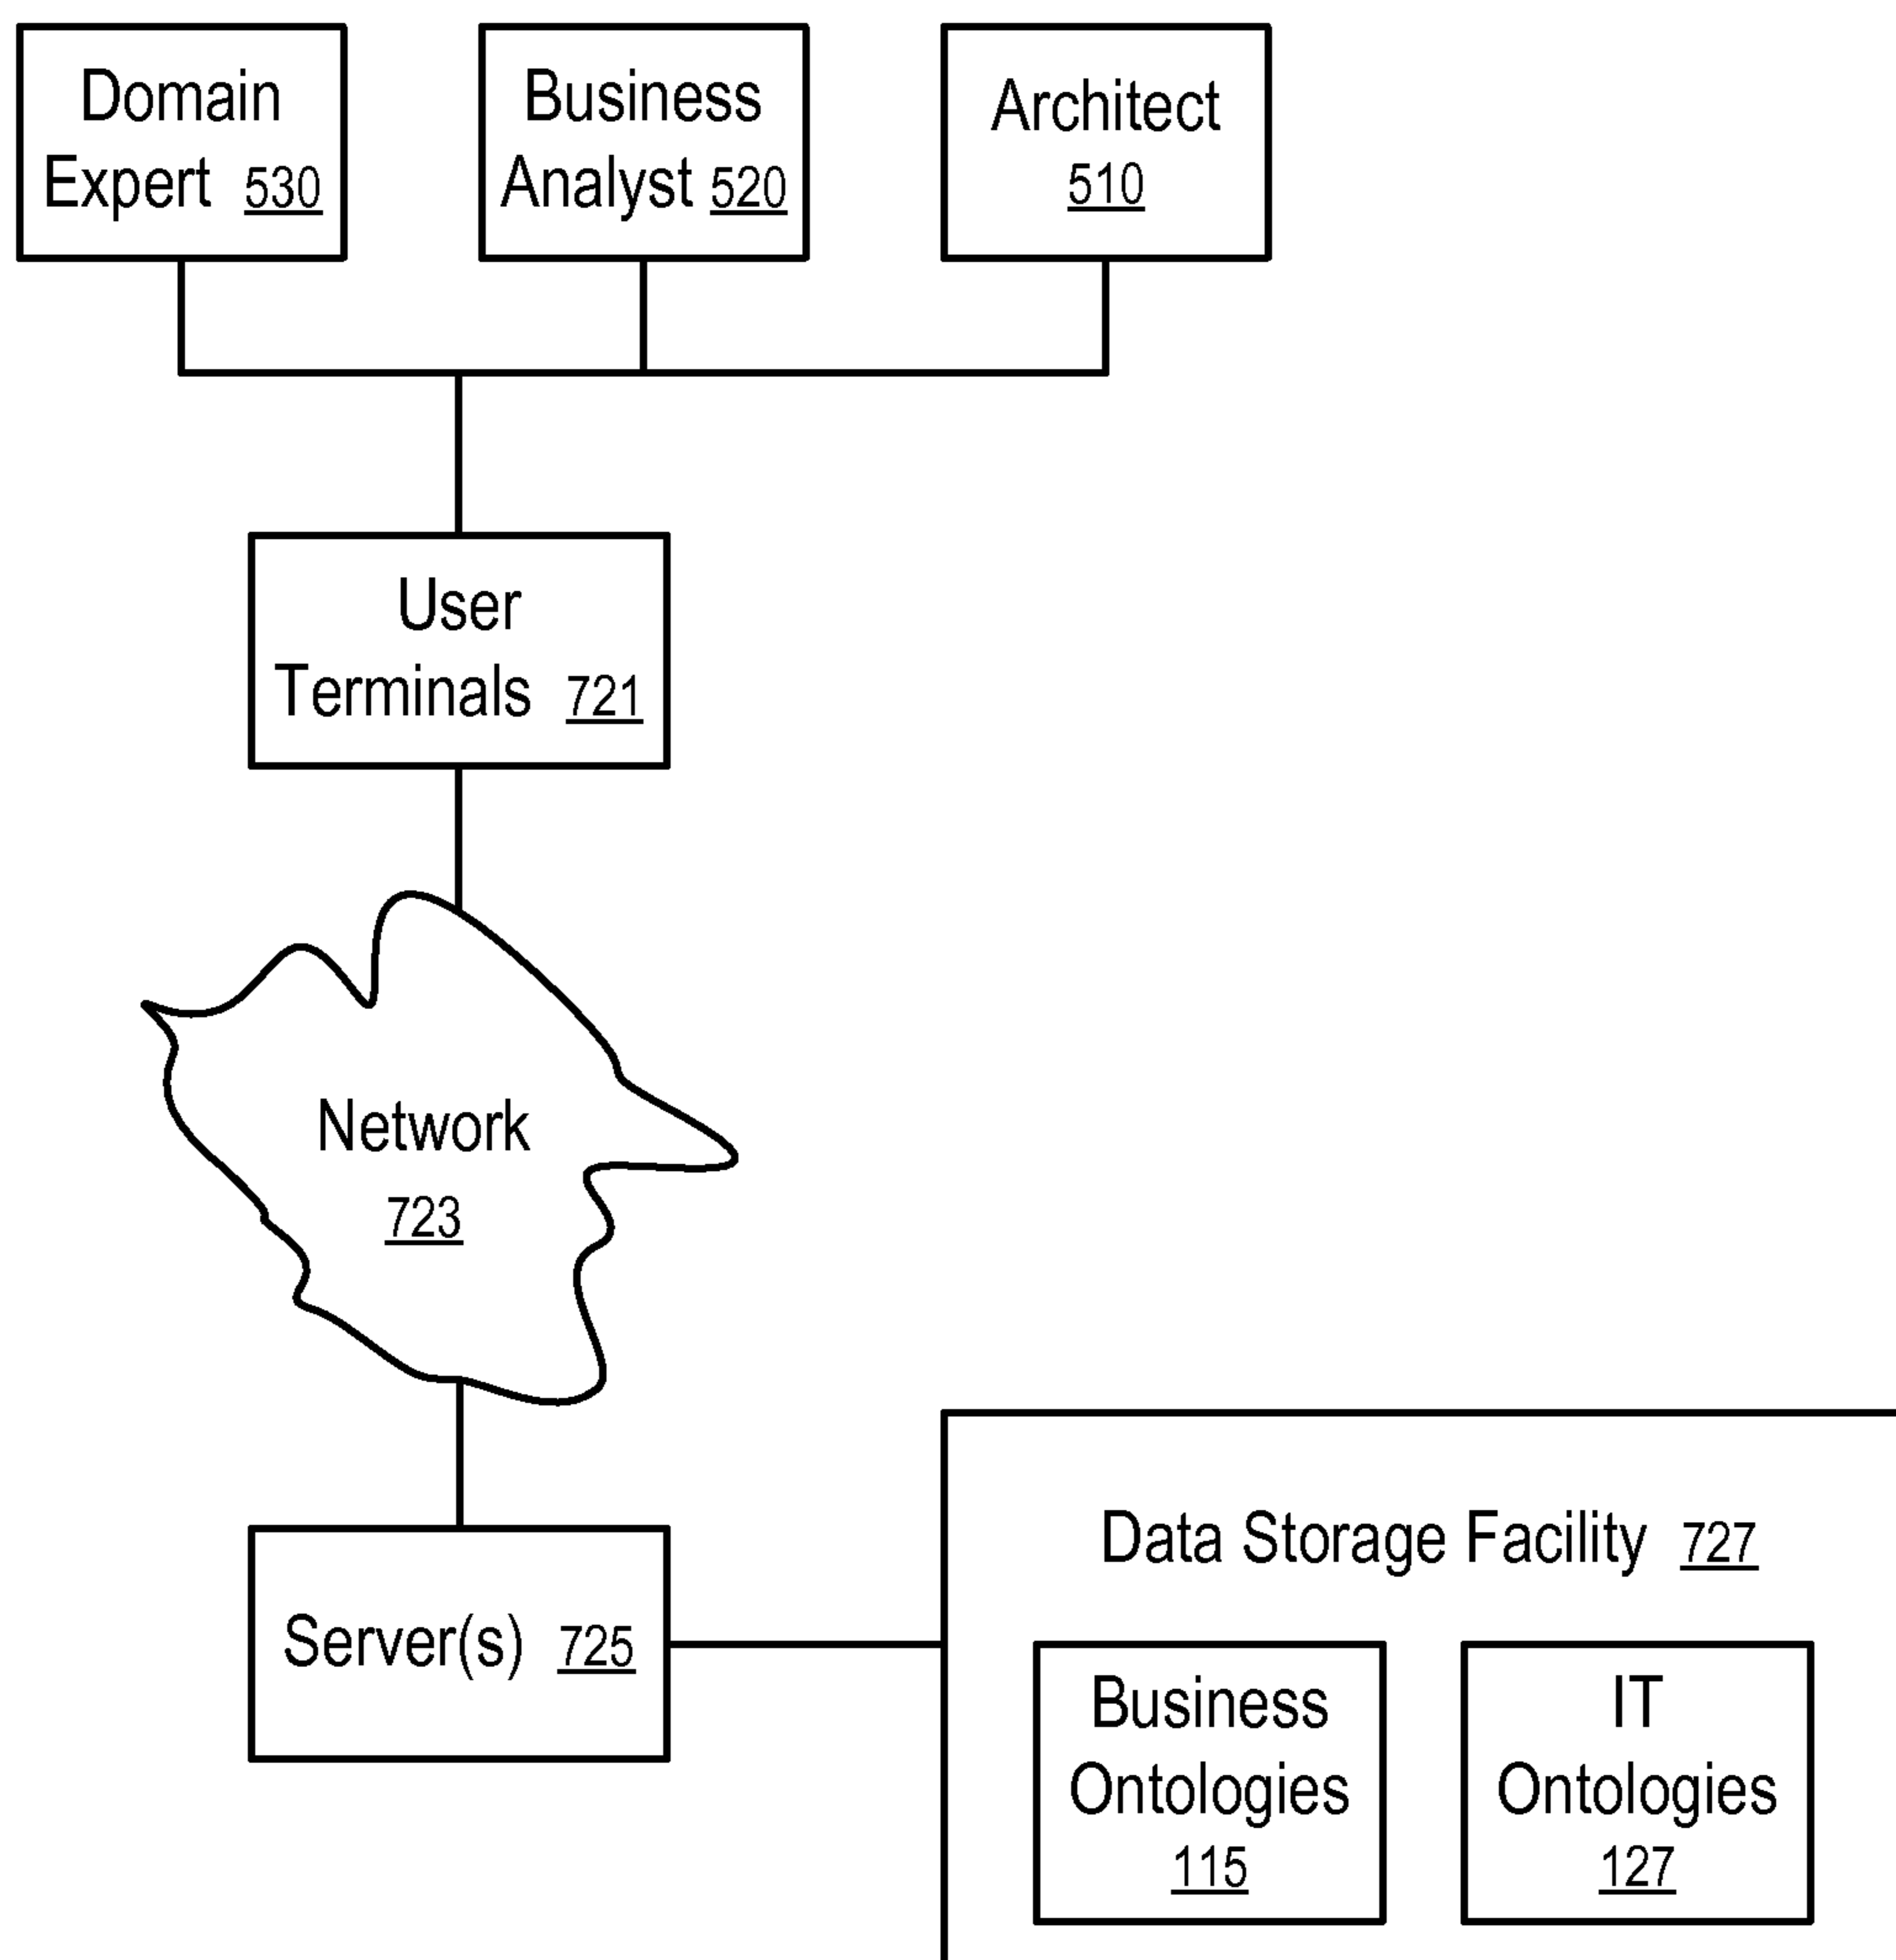 Domain
Expert 530
Business
Analyst 520
Architect
510
User
Terminals 721
Network
723
Server(s) 725
Data Storage Facility 727
Business
Ontologies
115
IT
Ontologies
127